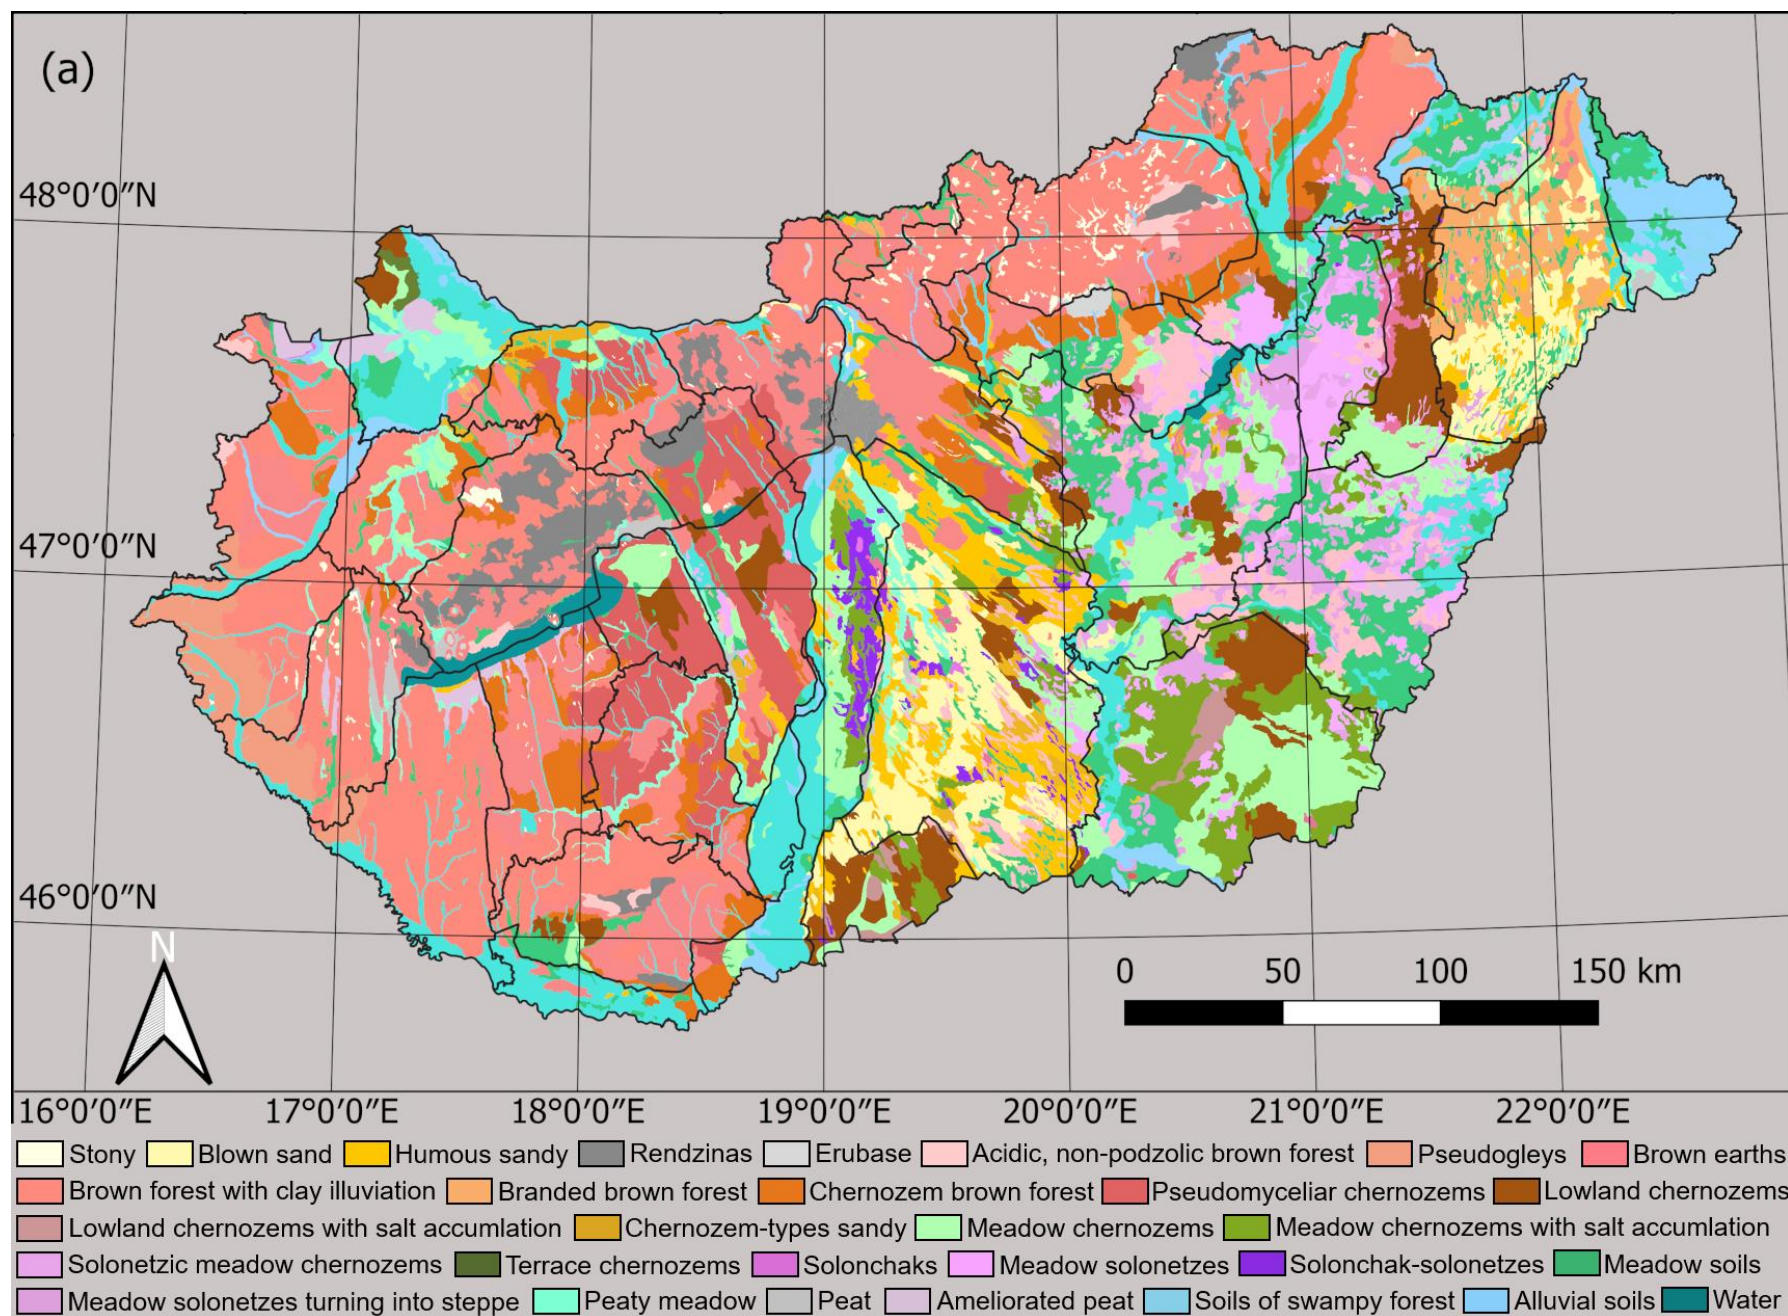 (a)
48°0′0″N
47°0′0″N
46°0′0″N
N
0 50 100 150 km
16°0′0″E 17°0′0″E 18°0′0″E 19°0′0″E 20°0′0″E 21°0′0″E 22°0′0″E
Stony Blown sand Humous sandy Rendzinas Erubase Acidic, non-podzolic brown forest Pseudogleys Brown earths
Brown forest with clay illuviation Branded brown forest Chernozem brown forest Pseudomyceliar chernozems Lowland chernozems
Lowland chernozems with salt accumlation Chernozem-types sandy Meadow chernozems Meadow chernozems with salt accumlation
Solonetzic meadow chernozems Terrace chernozems Solonchaks Meadow solonetzes Solonchak-solonetzes Meadow soils
Meadow solonetzes turning into steppe Peaty meadow Peat Ameliorated peat Soils of swampy forest Alluvial soils Water